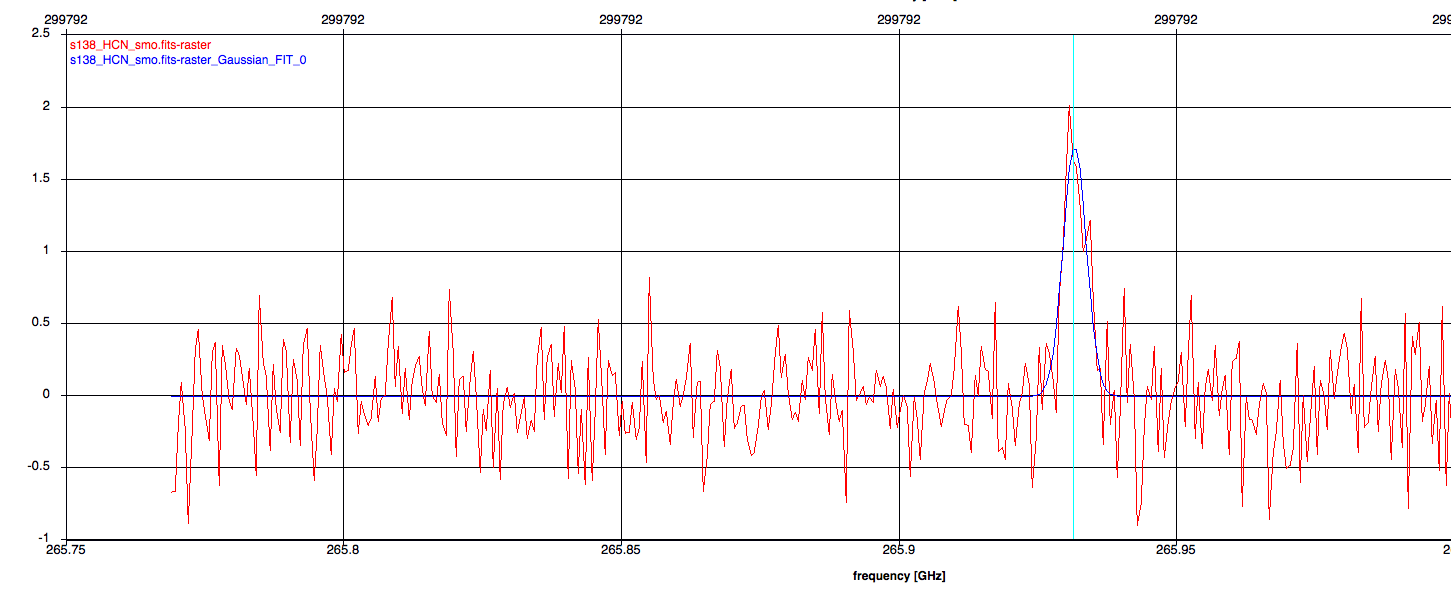 299792 299792 299792 299792 299792 299
2.5
s138_HCN_smo.fits-raster
s138_HCN_smo.fits-raster_Gaussian_FIT_0
2
1.5
1
0.5
0
-0.5
-1
265.75 265.8 265.85 265.9 265.95 2
frequency [GHz]